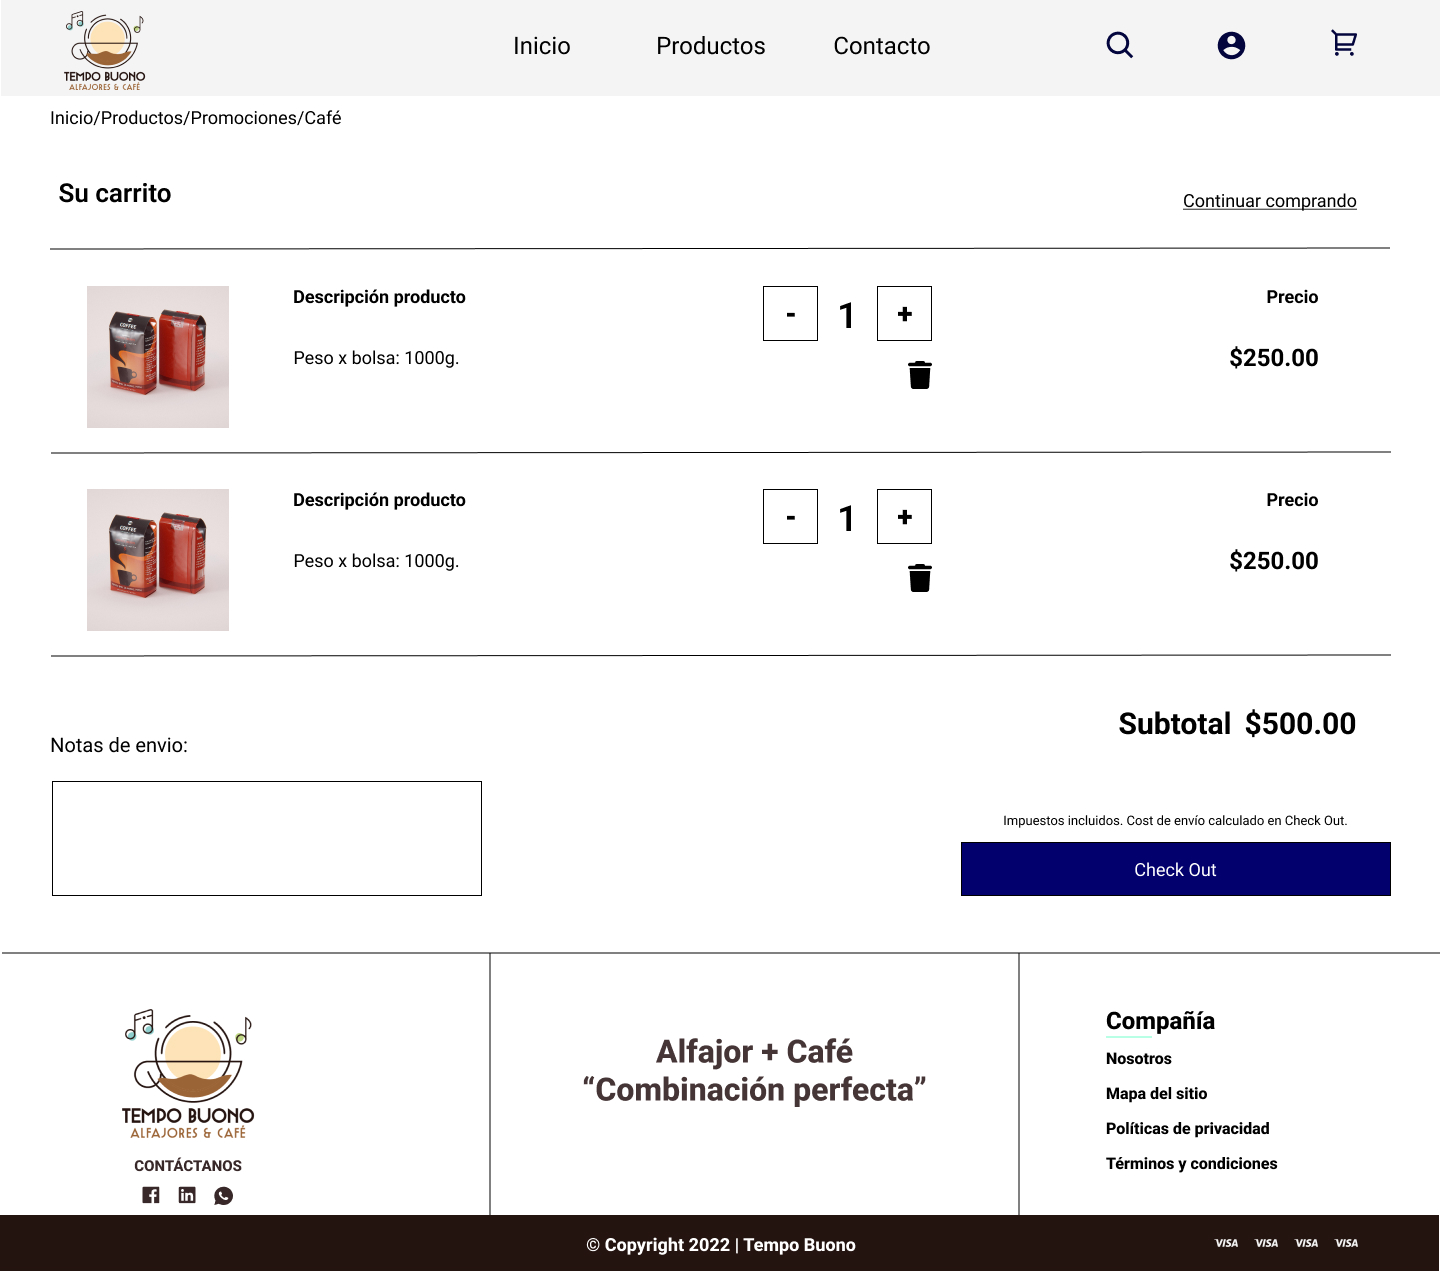 TEMPO BUONO
ALFAJORES & CAFÉ
Inicio
Productos
Contacto
Inicio/Productos/Promociones/Café
Su carrito
Continuar comprando
Descripción producto
- 1 +
Precio
COFFEE
Peso x bolsa: 1000g.
$250.00
Descripción producto
- 1 +
Precio
COFFEE
Peso x bolsa: 1000g.
$250.00
Subtotal $500.00
Notas de envio:
Impuestos incluidos. Cost de envío calculado en Check Out.
Check Out
TEMPO BUONO
ALFAJORES & CAFÉ
CONTÁCTANOS
Alfajor + Café
“Combinación perfecta”
Compañía
Nosotros
Mapa del sitio
Políticas de privacidad
Términos y condiciones
© Copyright 2022 | Tempo Buono
VISA VISA VISA VISA